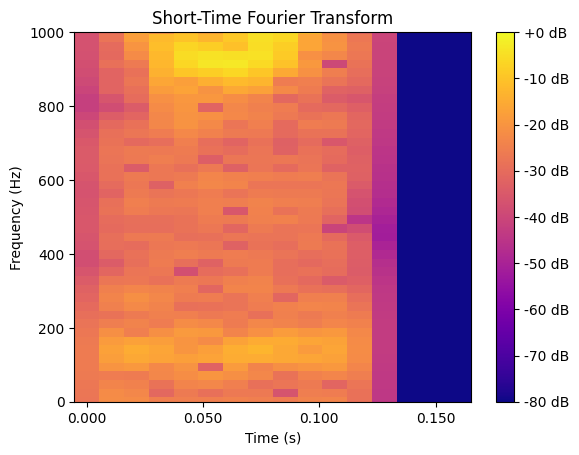 Short-Time Fourier Transform
1000
800
600
400
200
0
Frequency (Hz)
0.000
0.050
0.100
0.150
Time (s)
+0 dB
-10 dB
-20 dB
-30 dB
-40 dB
-50 dB
-60 dB
-70 dB
-80 dB